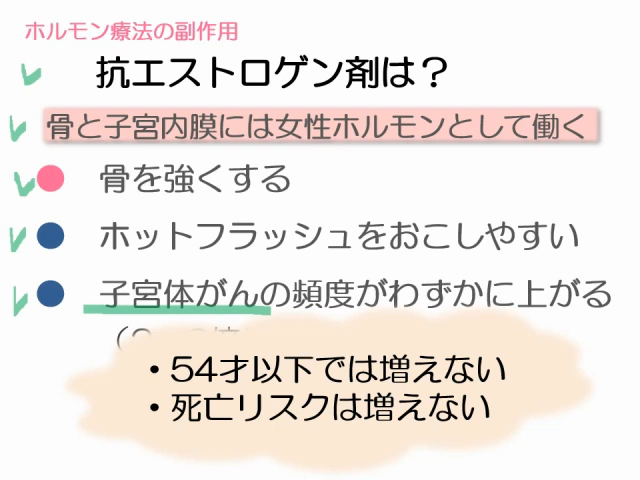 ホルモン療法の副作用
抗エストロゲン剤は？
骨と子宮内膜には女性ホルモンとして働く
骨を強くする
ホットフラッシュをおこしやすい
子宮体がんの頻度がわずかに上がる
・54才以下では増えない
・死亡リスクは増えない